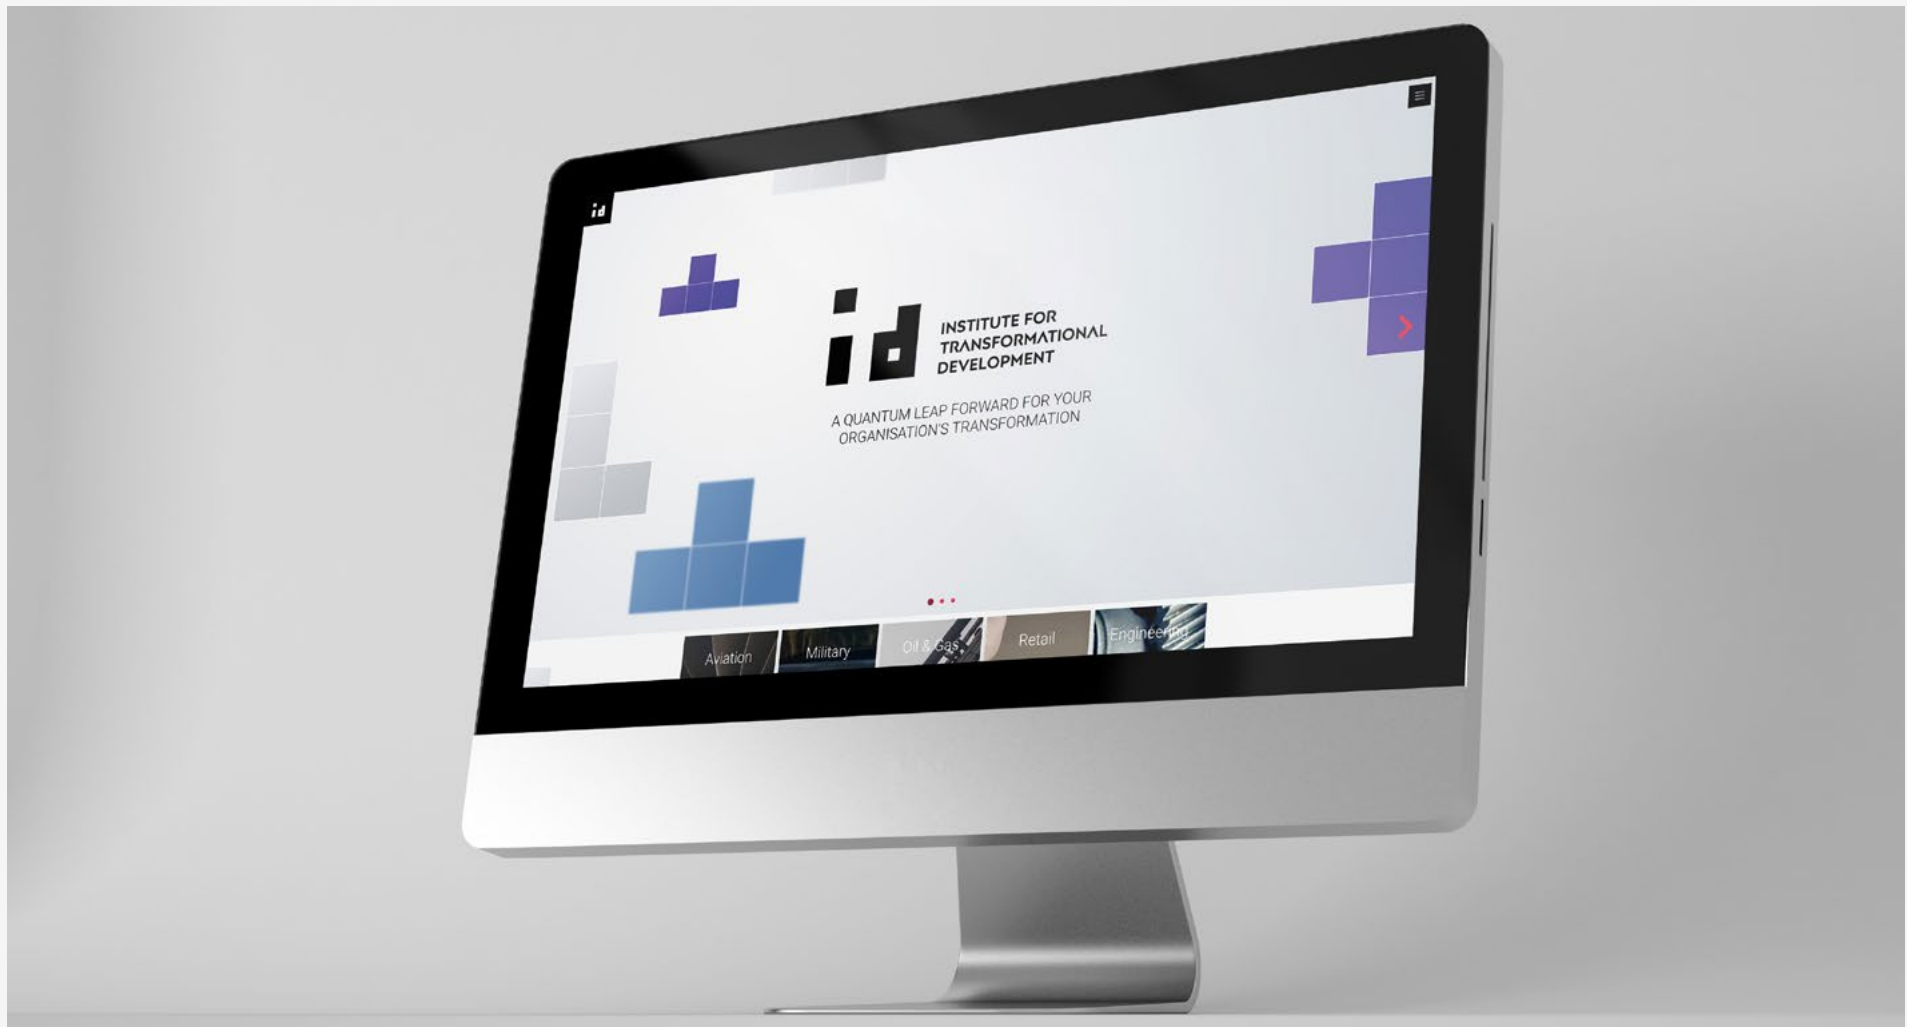 id
id
INSTITUTE FOR
TRANSFORMATIONAL
DEVELOPMENT
A QUANTUM LEAP FORWARD FOR YOUR
ORGANISATION'S TRANSFORMATION
Aviation
Military
Oil & Gas
Retail
Engineering